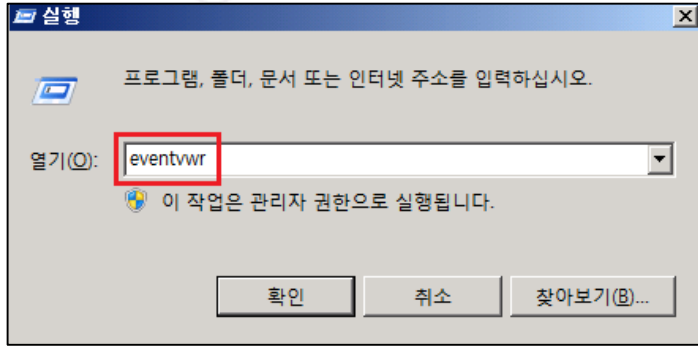 실행
프로그램, 폴더, 문서 또는 인터넷 주소를 입력하십시오.
열기(O): eventvwr
이 작업은 관리자 권한으로 실행됩니다.
확인 취소 찾아보기(B)...